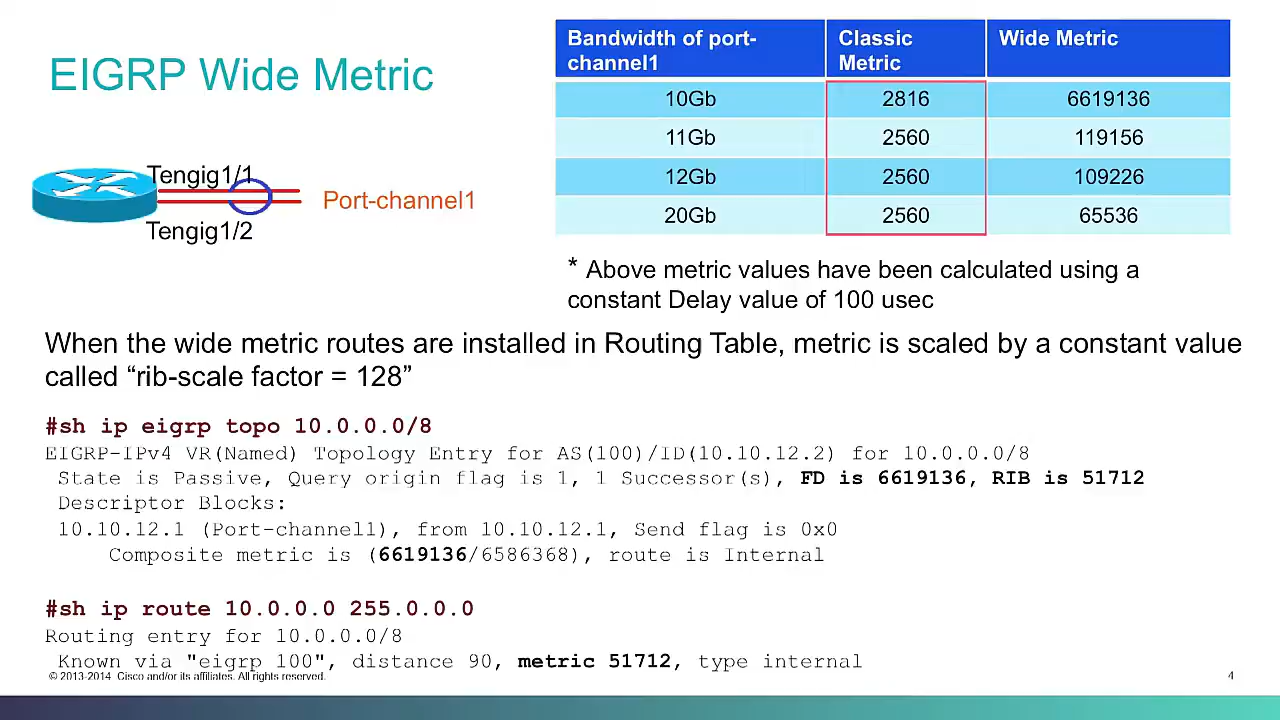 EIGRP Wide Metric
Tengig1/1
Port-channel1
Tengig1/2
Bandwidth of port-channel1 Classic Metric Wide Metric
10Gb 2816 6619136
11Gb 2560 119156
12Gb 2560 109226
20Gb 2560 65536
* Above metric values have been calculated using a
constant Delay value of 100 usec
When the wide metric routes are installed in Routing Table, metric is scaled by a constant value
called “rib-scale factor = 128”
#sh ip eigrp topo 10.0.0.0/8
EIGRP-IPv4 VR(Named) Topology Entry for AS(100)/ID(10.10.12.2) for 10.0.0.0/8
State is Passive, Query origin flag is 1, 1 Successor(s), FD is 6619136, RIB is 51712
Descriptor Blocks:
10.10.12.1 (Port-channel1), from 10.10.12.1, Send flag is 0x0
Composite metric is (6619136/6586368), route is Internal
#sh ip route 10.0.0.0 255.0.0.0
Routing entry for 10.0.0.0/8
Known via "eigrp 100", distance 90, metric 51712, type internal
© 2013-2014 Cisco and/or its affiliates. All rights reserved.
4